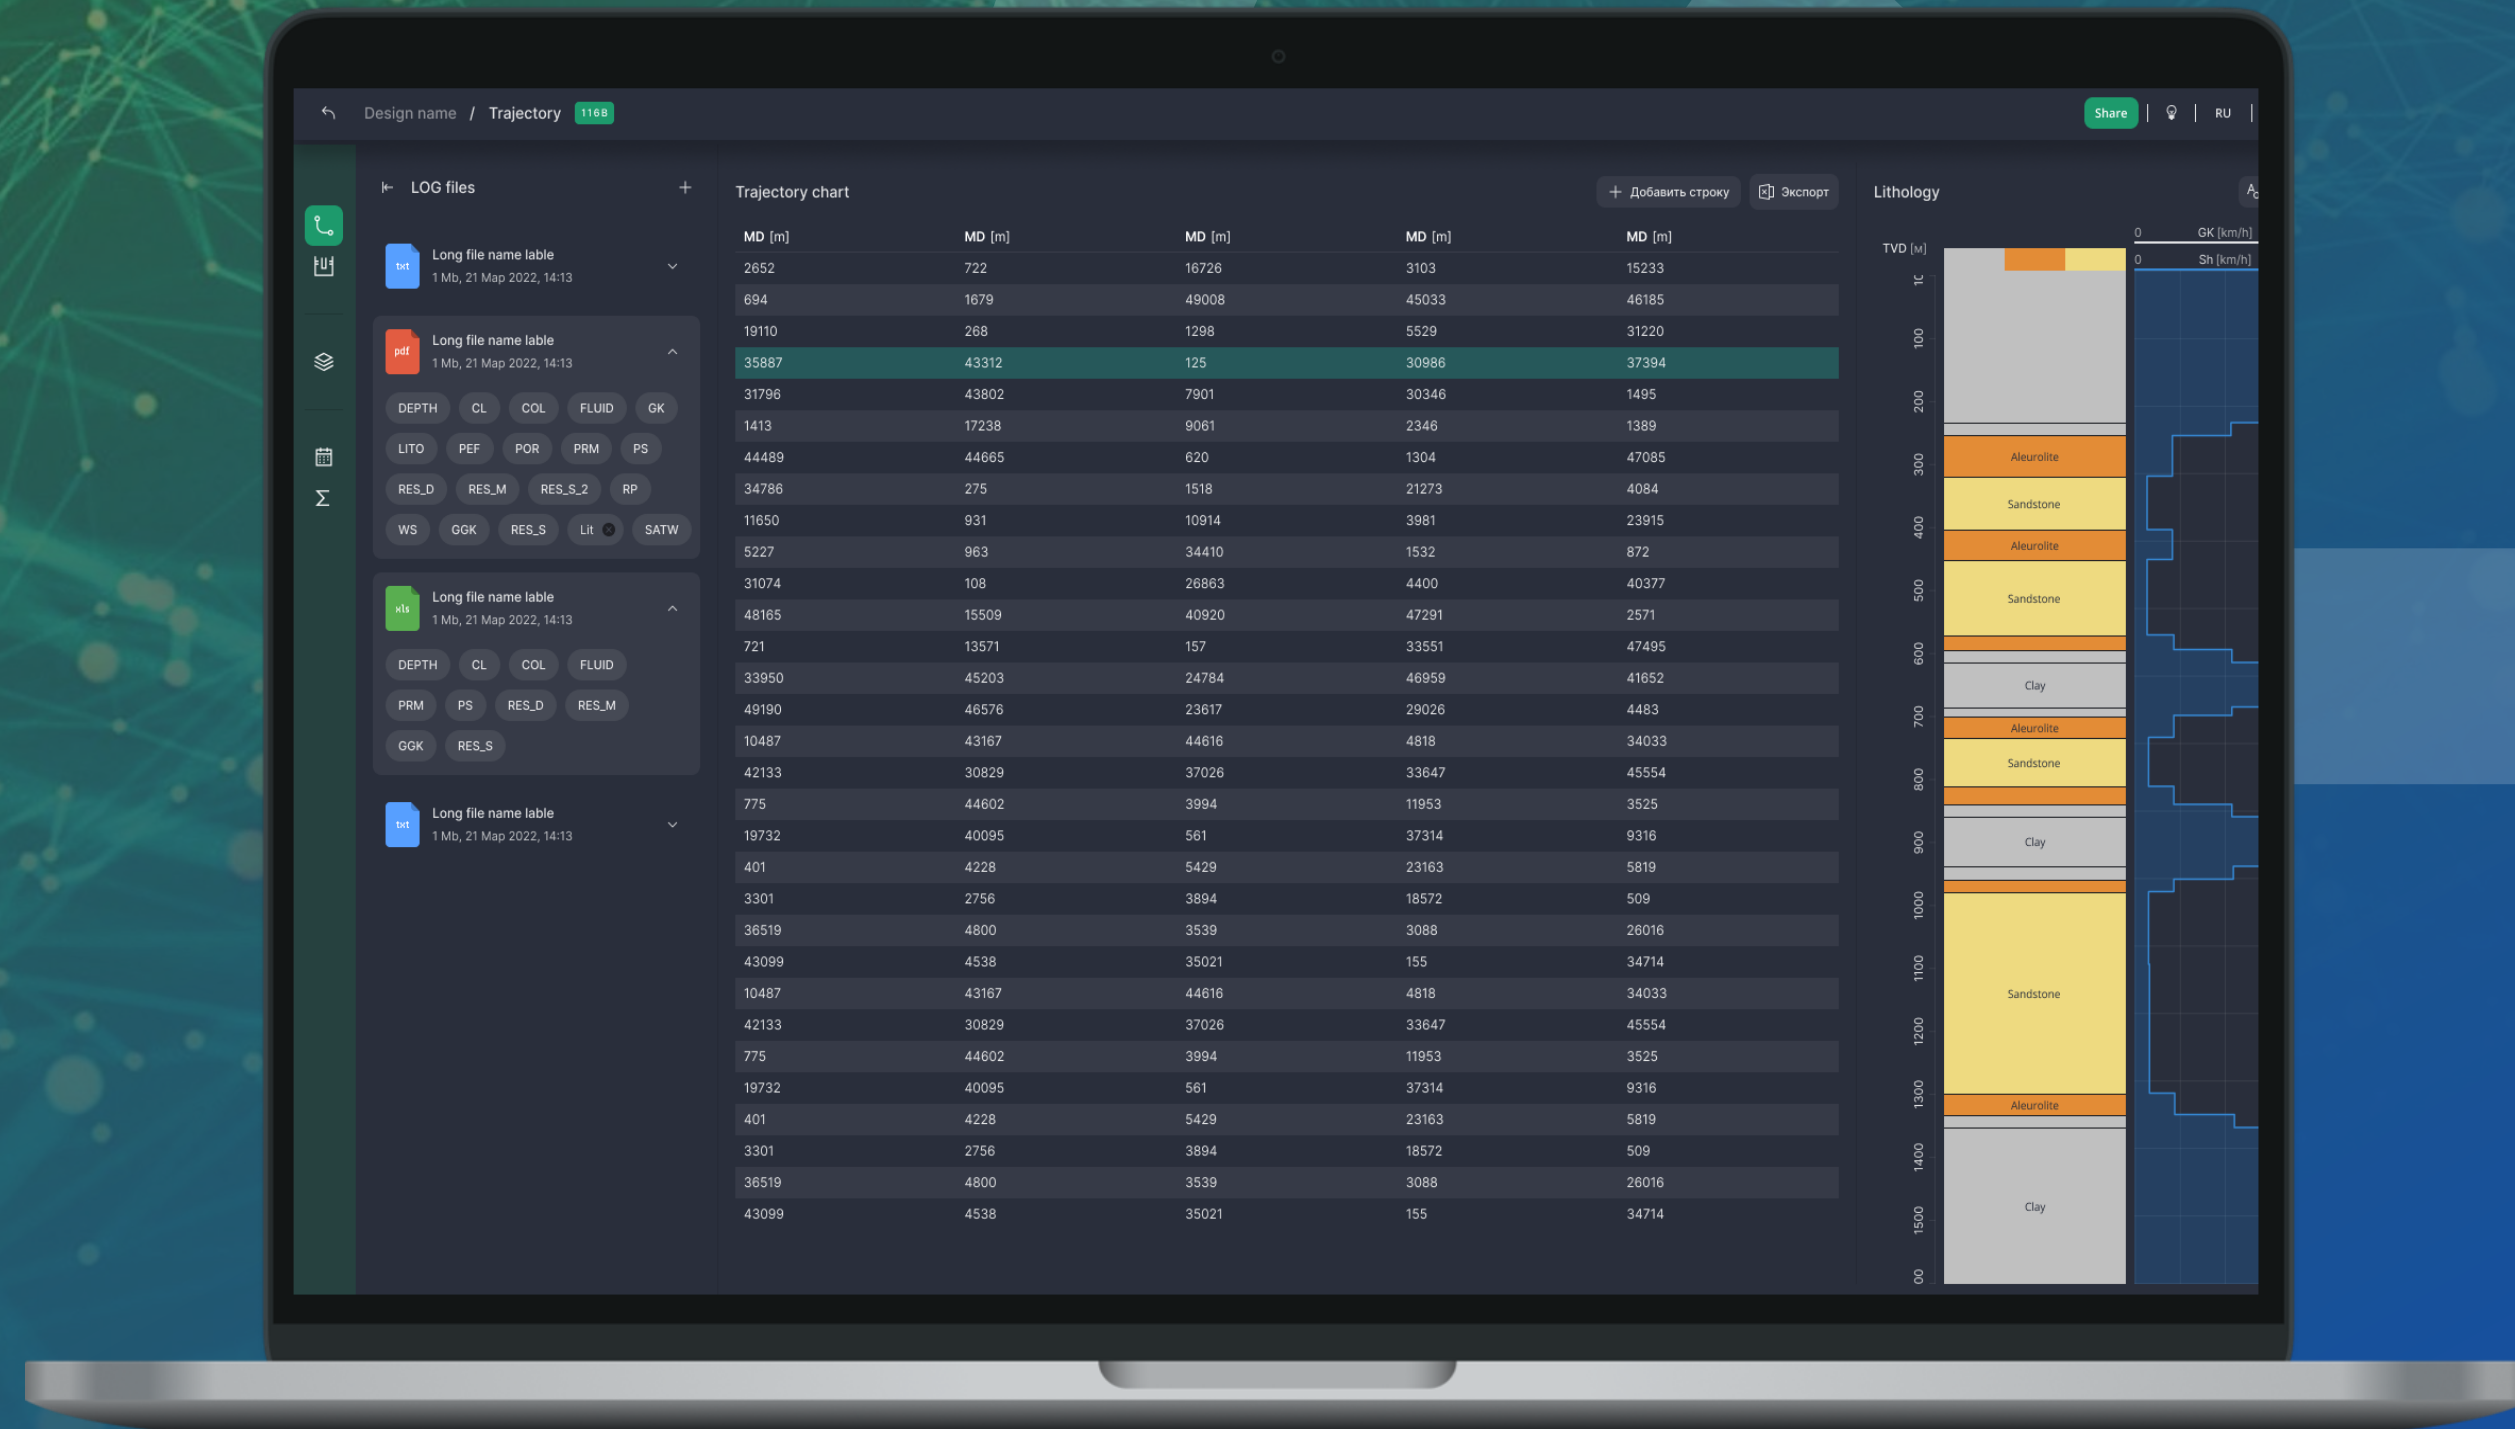 Design name / Trajectory 116B
Share RU
LOG files
txt
Long file name lable
1 Mb, 21 Мар 2022, 14:13
pdf
Long file name lable
1 Mb, 21 Мар 2022, 14:13
DEPTH CL COL FLUID GK
LITO PEF POR PRM PS
RES_D RES_M RES_S_2 RP
WS GGK RES_S Lit SATW
xls
Long file name lable
1 Mb, 21 Мар 2022, 14:13
DEPTH CL COL FLUID
PRM PS RES_D RES_M
GGK RES_S
txt
Long file name lable
1 Mb, 21 Мар 2022, 14:13
Trajectory chart Добавить строку Экспорт
MD [m] MD [m] MD [m] MD [m] MD [m]
2652 722 16726 3103 15233
694 1679 49008 45033 46185
19110 268 1298 5529 31220
35887 43312 125 30986 37394
31796 43802 7901 30346 1495
1413 17238 9061 2346 1389
44489 44665 620 1304 47085
34786 275 1518 21273 4084
11650 931 10914 3981 23915
5227 963 34410 1532 872
31074 108 26863 4400 40377
48165 15509 40920 47291 2571
721 13571 157 33551 47495
33950 45203 24784 46959 41652
49190 46576 23617 29026 4483
10487 43167 44616 4818 34033
42133 30829 37026 33647 45554
775 44602 3994 11953 3525
19732 40095 561 37314 9316
401 4228 5429 23163 5819
3301 2756 3894 18572 509
36519 4800 3539 3088 26016
43099 4538 35021 155 34714
10487 43167 44616 4818 34033
42133 30829 37026 33647 45554
775 44602 3994 11953 3525
19732 40095 561 37314 9316
401 4228 5429 23163 5819
3301 2756 3894 18572 509
36519 4800 3539 3088 26016
43099 4538 35021 155 34714
Lithology
0 GK [km/h]
TVD [м]
0 Sh [km/h]
100
200
300
400
500
600
700
800
900
1000
1100
1200
1300
1400
1500
00
Aleurolite
Sandstone
Aleurolite
Sandstone
Clay
Aleurolite
Sandstone
Clay
Sandstone
Aleurolite
Clay